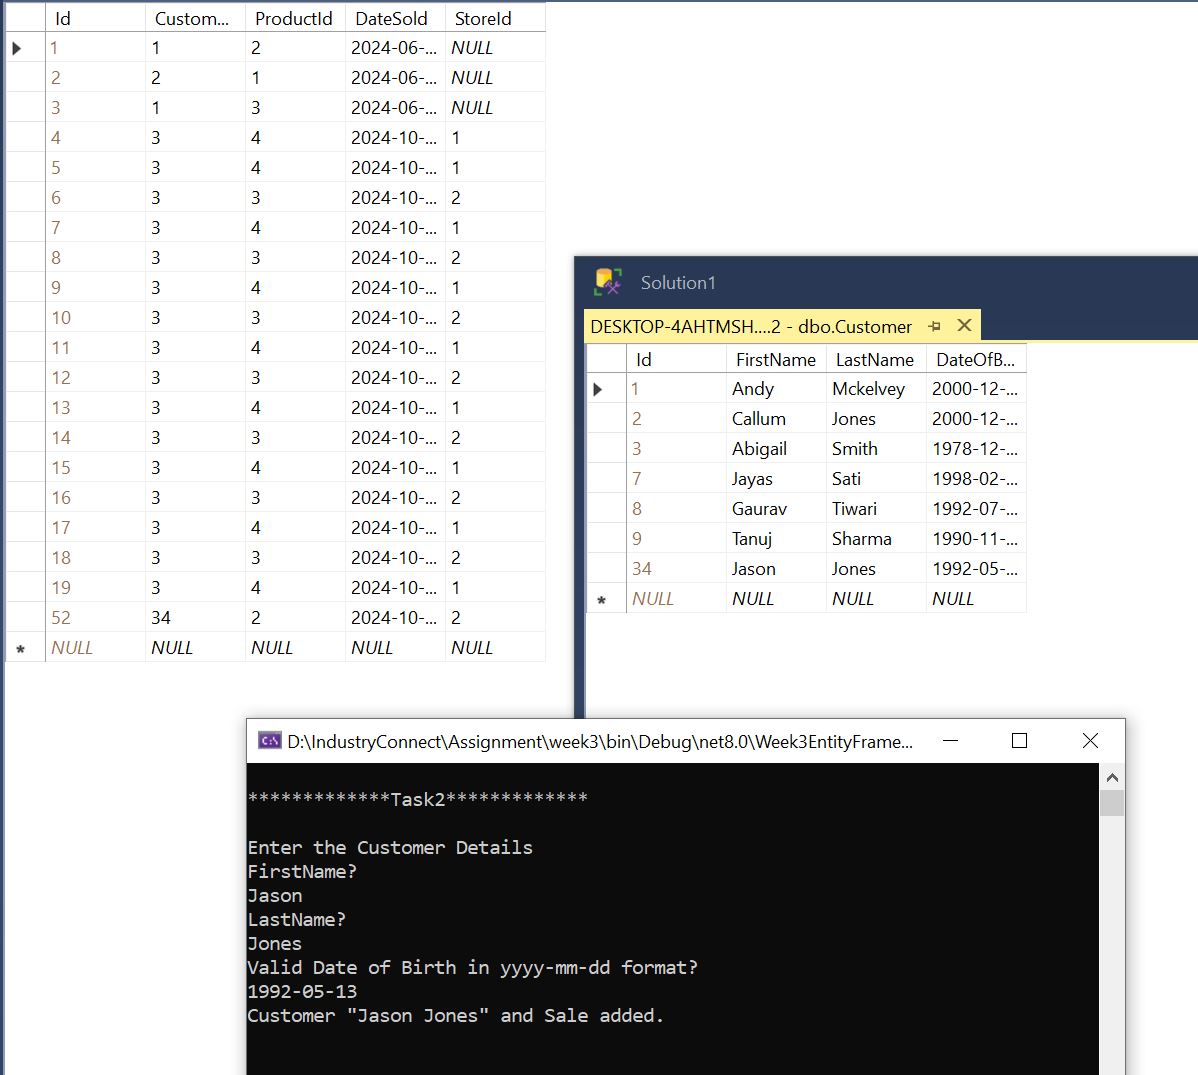 Id Custom... ProductId DateSold StoreId
1 1 2 2024-06-... NULL
2 2 1 2024-06-... NULL
3 1 3 2024-06-... NULL
4 3 4 2024-10-... 1
5 3 4 2024-10-... 1
6 3 3 2024-10-... 2
7 3 4 2024-10-... 1
8 3 3 2024-10-... 2
9 3 4 2024-10-... 1
10 3 3 2024-10-... 2
11 3 4 2024-10-... 1
12 3 3 2024-10-... 2
13 3 4 2024-10-... 1
14 3 3 2024-10-... 2
15 3 4 2024-10-... 1
16 3 3 2024-10-... 2
17 3 4 2024-10-... 1
18 3 3 2024-10-... 2
19 3 4 2024-10-... 1
52 34 2 2024-10-... 2
NULL NULL NULL NULL NULL
Solution1
DESKTOP-4AHTMSH....2 - dbo.Customer
Id FirstName LastName DateOfB...
1 Andy Mckelvey 2000-12-...
2 Callum Jones 2000-12-...
3 Abigail Smith 1978-12-...
7 Jayas Sati 1998-02-...
8 Gaurav Tiwari 1992-07-...
9 Tanuj Sharma 1990-11-...
34 Jason Jones 1992-05-...
NULL NULL NULL NULL
D:\IndustryConnect\Assignment\week3\bin\Debug\net8.0\Week3EntityFrame...
*************Task2*************
Enter the Customer Details
FirstName?
Jason
LastName?
Jones
Valid Date of Birth in yyyy-mm-dd format?
1992-05-13
Customer "Jason Jones" and Sale added.